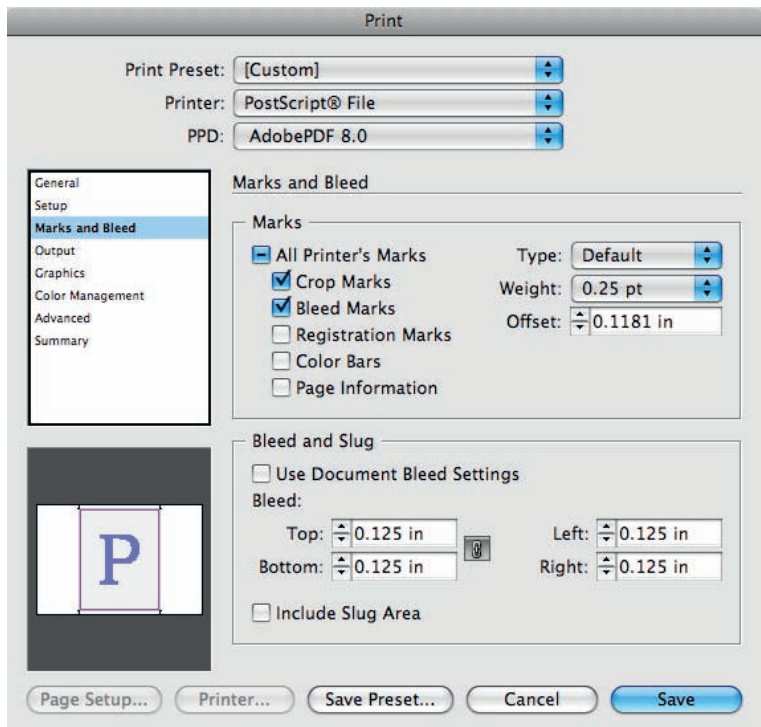 Print
Print Preset: [Custom]
Printer: PostScript® File
PPD: AdobePDF 8.0
General
Setup
Marks and Bleed
Output
Graphics
Color Management
Advanced
Summary
Marks and Bleed
Marks
All Printer's Marks
Crop Marks
Bleed Marks
Registration Marks
Color Bars
Page Information
Type: Default
Weight: 0.25 pt
Offset: 0.1181 in
P
Bleed and Slug
Use Document Bleed Settings
Bleed:
Top: 0.125 in Left: 0.125 in
Bottom: 0.125 in Right: 0.125 in
Include Slug Area
Page Setup... Printer... Save Preset... Cancel Save